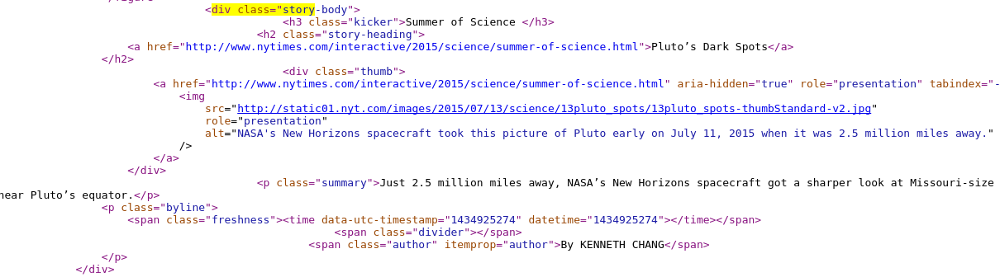 <div class="story-body">
<h3 class="kicker">Summer of Science </h3>
<h2 class="story-heading">
<a href="http://www.nytimes.com/interactive/2015/science/summer-of-science.html">Pluto’s Dark Spots</a>
</h2>
<div class="thumb">
<a href="http://www.nytimes.com/interactive/2015/science/summer-of-science.html" aria-hidden="true" role="presentation" tabindex="-
<img
src="http://static01.nyt.com/images/2015/07/13/science/13pluto_spots/13pluto_spots-thumbStandard-v2.jpg"
role="presentation"
alt="NASA's New Horizons spacecraft took this picture of Pluto early on July 11, 2015 when it was 2.5 million miles away."
/>
</a>
</div>
<p class="summary">Just 2.5 million miles away, NASA’s New Horizons spacecraft got a sharper look at Missouri-size
near Pluto’s equator.</p>
<p class="byline">
<span class="freshness"><time data-utc-timestamp="1434925274" datetime="1434925274"></time></span>
<span class="divider"></span>
<span class="author" itemprop="author">By KENNETH CHANG</span>
</p>
</div>